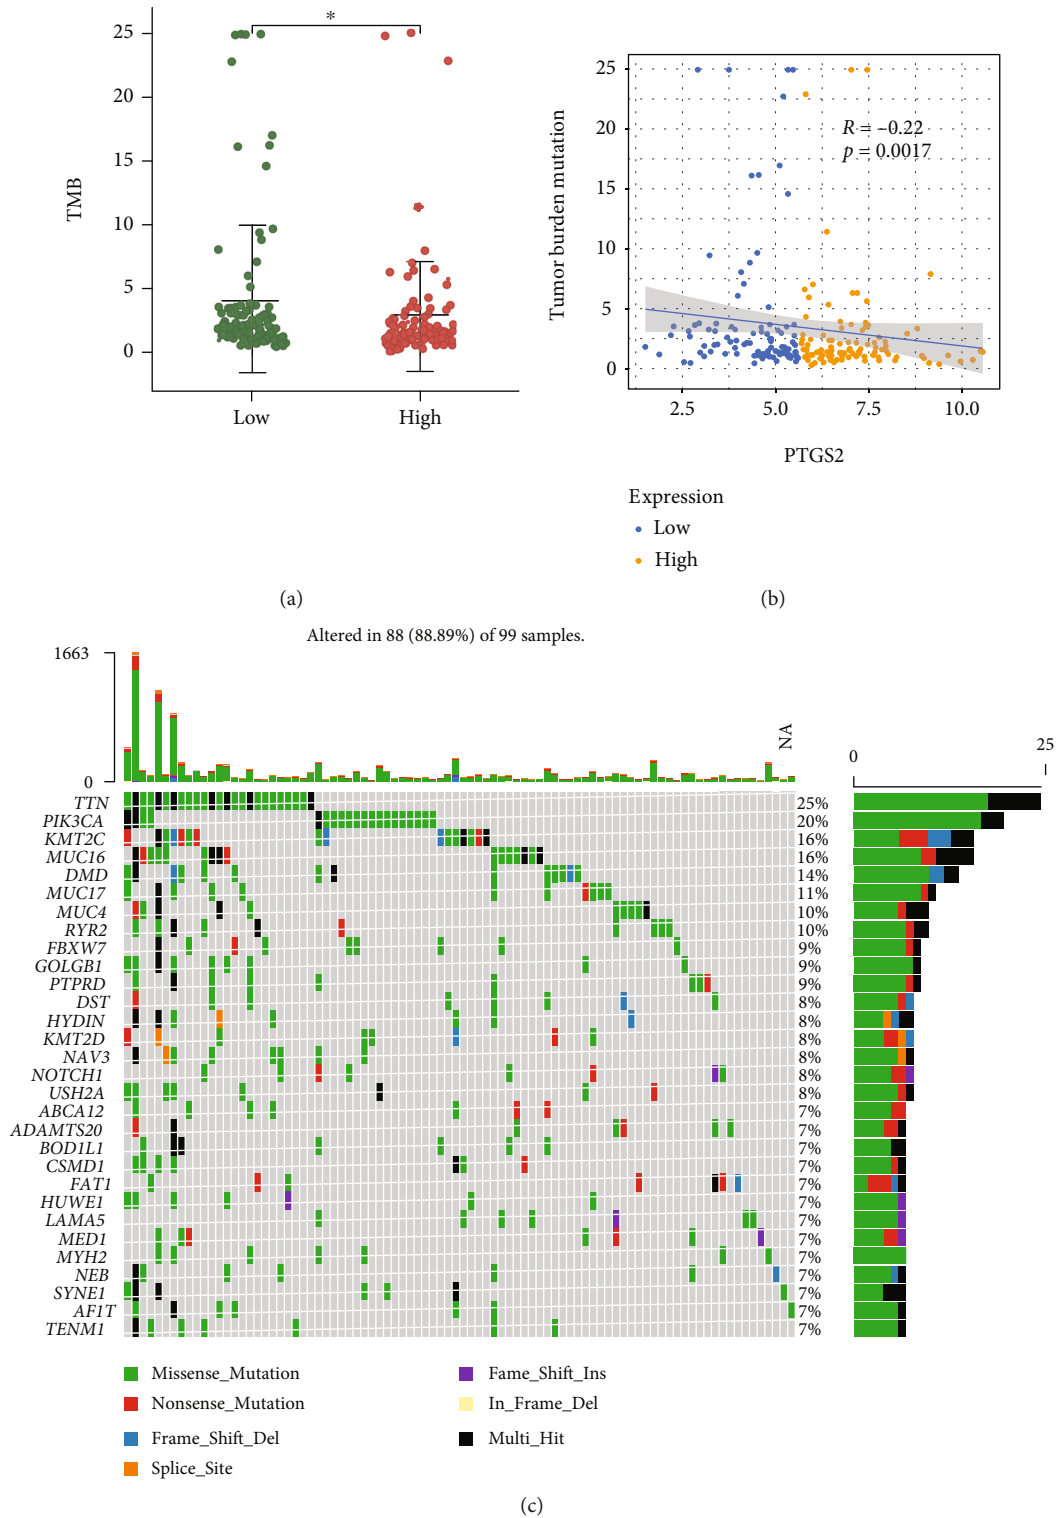 *
25
20
15
10
5
0
TMB
Low
High
(a)
25
20
15
10
5
0
Tumor burden mutation
R = –0.22
p = 0.0017
2.5
5.0
7.5
10.0
PTGS2
Expression
Low
High
(b)
Altered in 88 (88.89%) of 99 samples.
1663
0
NA
0
25
TTN 25%
PIK3CA 20%
KMT2C 16%
MUC16 16%
DMD 14%
MUC17 11%
MUC4 10%
RYR2 10%
FBXW7 9%
GOLGB1 9%
PTPRD 9%
DST 8%
HYDIN 8%
KMT2D 8%
NAV3 8%
NOTCH1 8%
USH2A 8%
ABCA12 7%
ADAMTS20 7%
BOD1L1 7%
CSMD1 7%
FAT1 7%
HUWE1 7%
LAMA5 7%
MED1 7%
MYH2 7%
NEB 7%
SYNE1 7%
AF1T 7%
TENM1 7%
Missense_Mutation
Nonsense_Mutation
Frame_Shift_Del
Splice_Site
Fame_Shift_Ins
In_Frame_Del
Multi_Hit
(c)